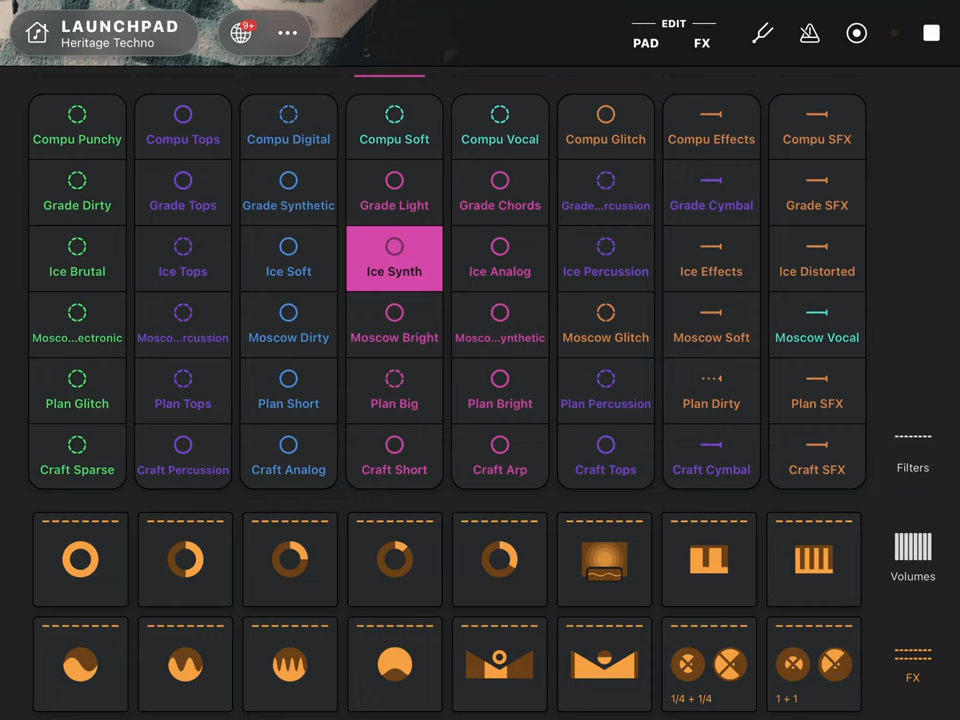 LAUNCHPAD
Heritage Techno
9+
EDIT
PAD FX
Compu Punchy Compu Tops Compu Digital Compu Soft Compu Vocal Compu Glitch Compu Effects Compu SFX
Grade Dirty Grade Tops Grade Synthetic Grade Light Grade Chords Grade...rcussion Grade Cymbal Grade SFX
Ice Brutal Ice Tops Ice Soft Ice Synth Ice Analog Ice Percussion Ice Effects Ice Distorted
Mosco...ectronic Mosco...rcussion Moscow Dirty Moscow Bright Mosco...ynthetic Moscow Glitch Moscow Soft Moscow Vocal
Plan Glitch Plan Tops Plan Short Plan Big Plan Bright Plan Percussion Plan Dirty Plan SFX
Craft Sparse Craft Percussion Craft Analog Craft Short Craft Arp Craft Tops Craft Cymbal Craft SFX
Filters
Volumes
FX
1/4 + 1/4 1 + 1